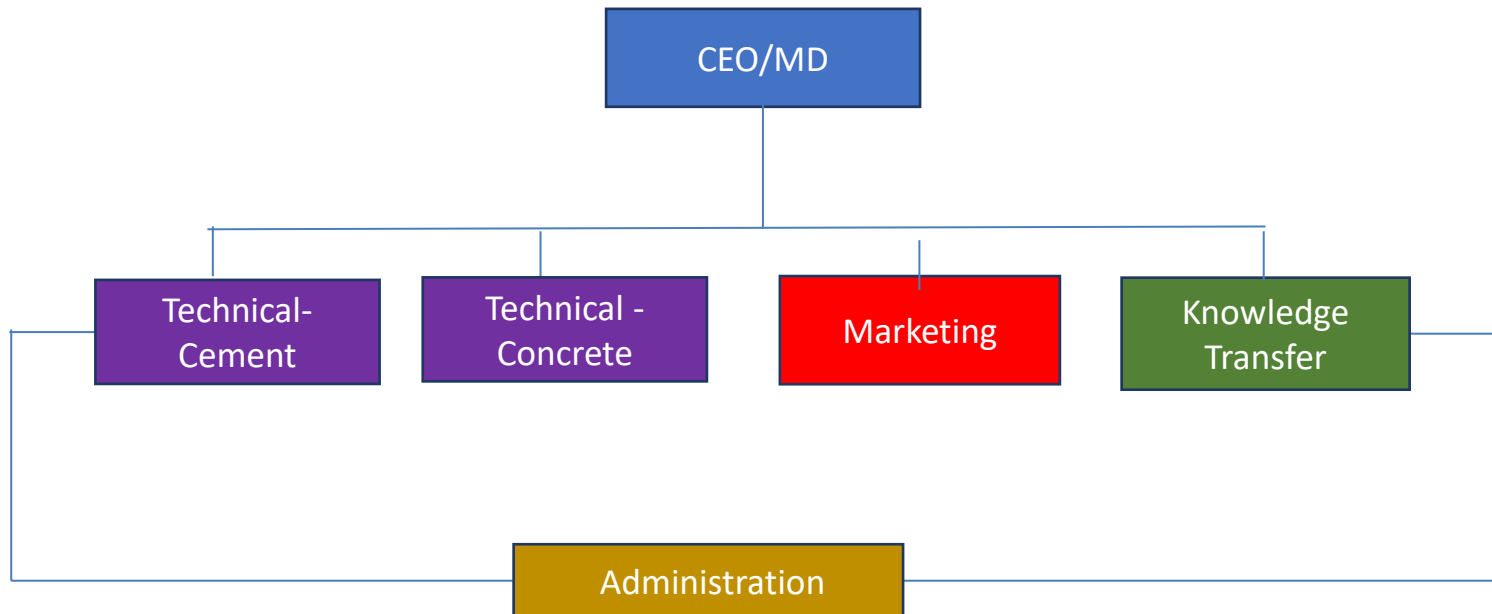 CEO/MD
Technical-
Cement
Technical -
Concrete
Marketing
Knowledge
Transfer
Administration